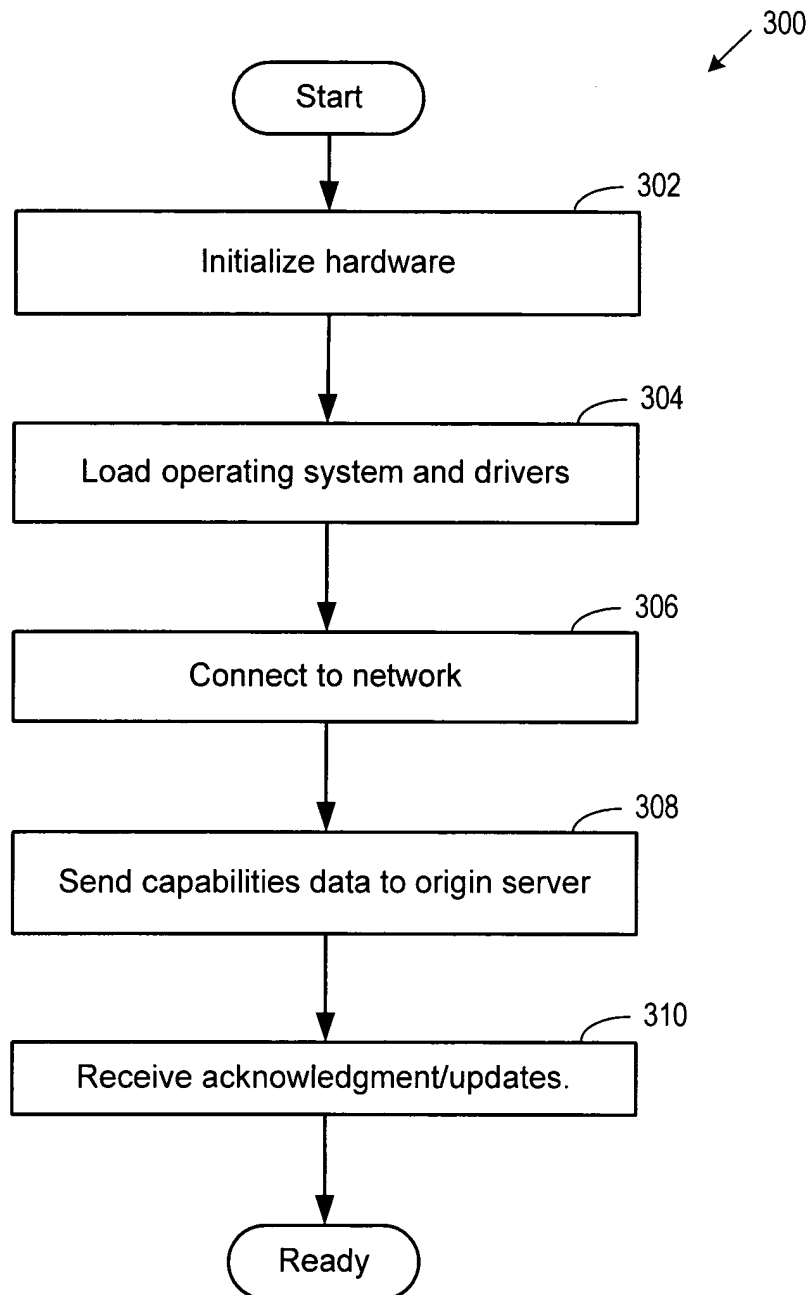 300
Start
302
Initialize hardware
304
Load operating system and drivers
306
Connect to network
308
Send capabilities data to origin server
310
Receive acknowledgment/updates.
Ready